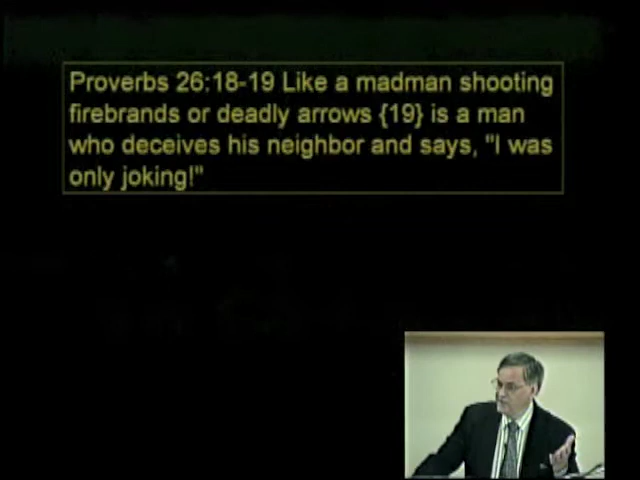 Proverbs 26:18-19 Like a madman shooting
firebrands or deadly arrows {19} is a man
who deceives his neighbor and says, "I was
only joking!"